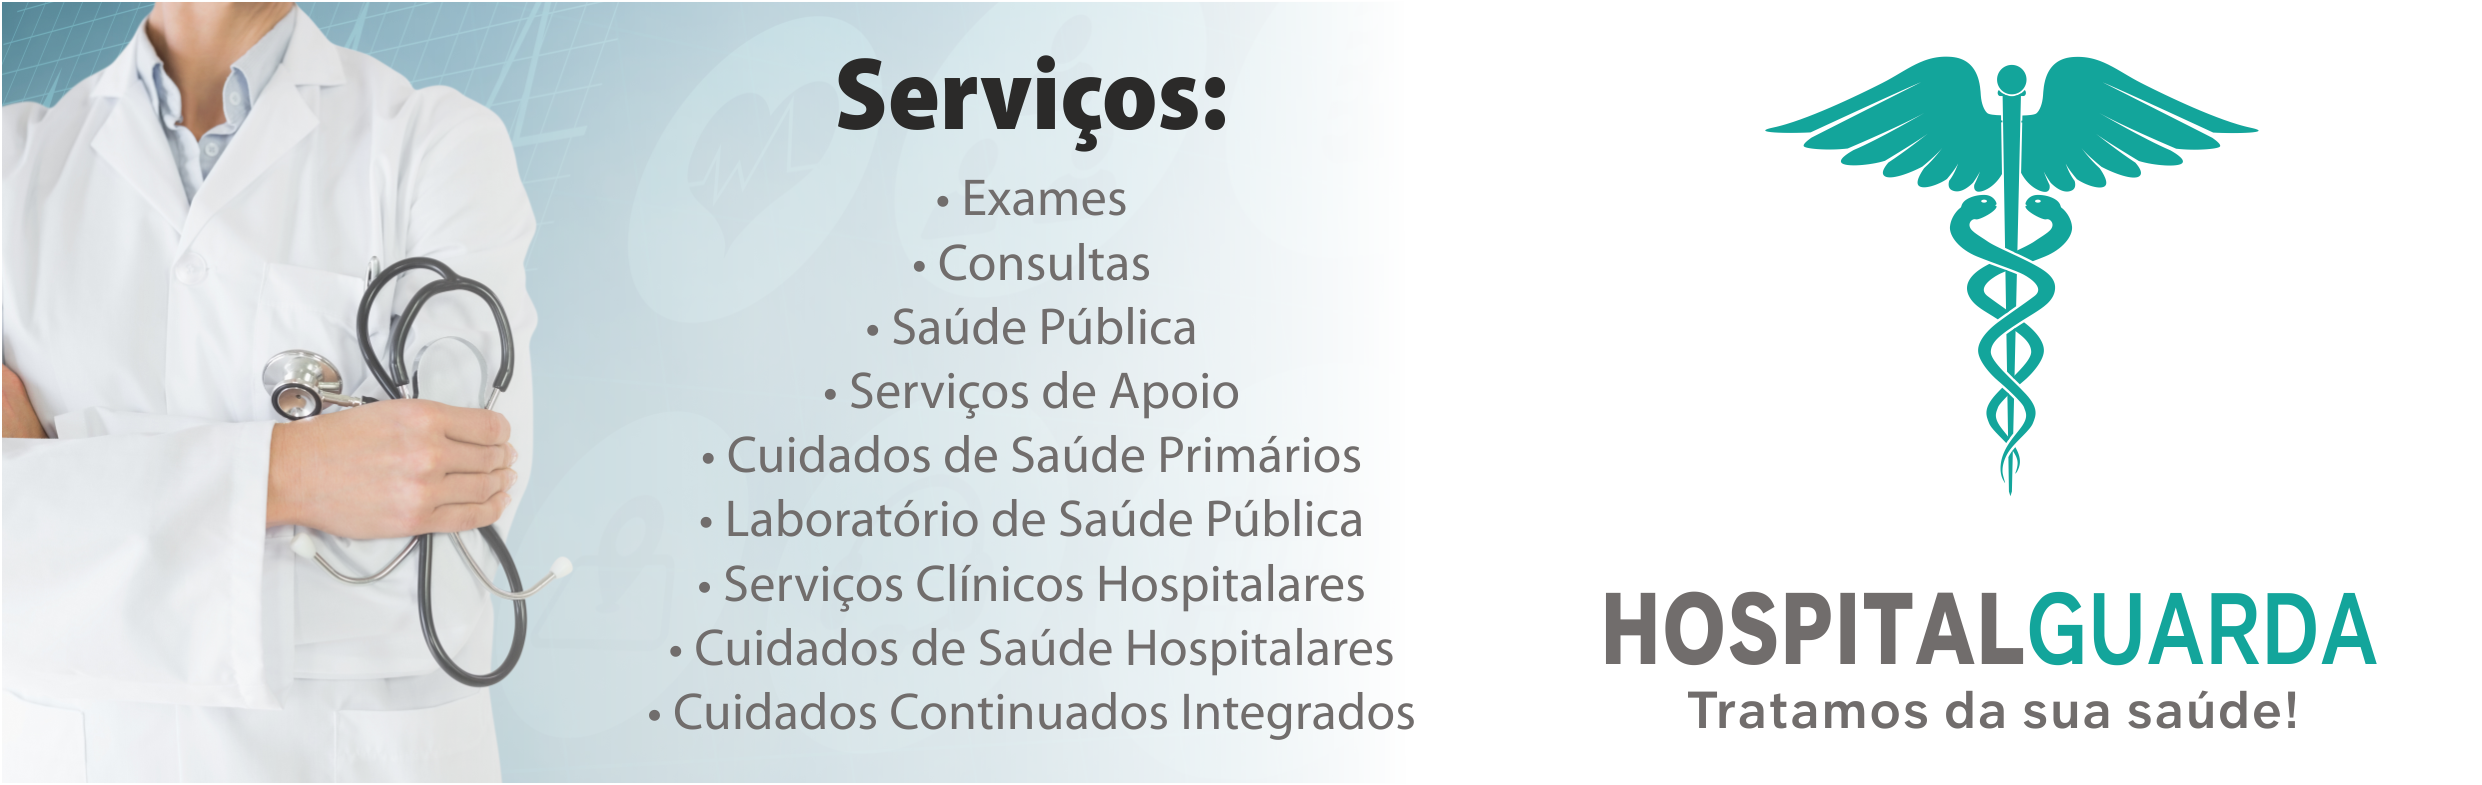 Serviços:
• Exames
• Consultas
• Saúde Pública
• Serviços de Apoio
• Cuidados de Saúde Primários
• Laboratório de Saúde Pública
• Serviços Clínicos Hospitalares
• Cuidados de Saúde Hospitalares
• Cuidados Continuados Integrados
HOSPITALGUARDA
Tratamos da sua saúde!